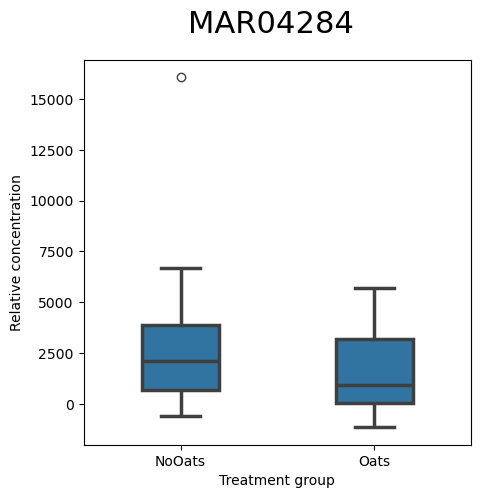 MAR04284
15000
12500
10000
7500
5000
2500
0
Relative concentration
NoOats
Oats
Treatment group